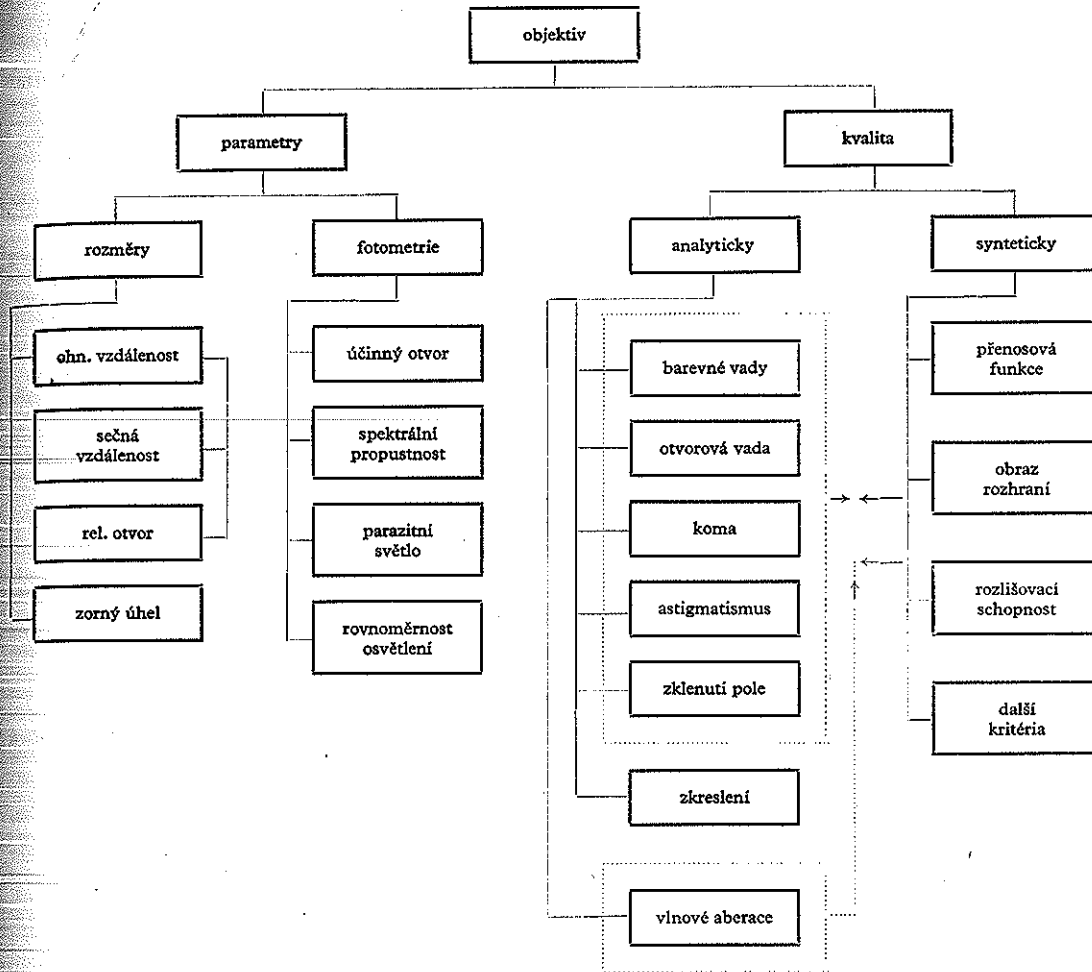 objektiv
parametry
kvalita
rozměry
fotometrie
analyticky
synteticky
ohn. vzdálenost
sečná
vzdálenost
rel. otvor
zorný úhel
účinný otvor
spektrální
propustnost
parazitní
světlo
rovnoměrnost
osvětlení
barevné vady
otvorová vada
koma
astigmatismus
zklenutí pole
zkreslení
vlnové aberace
přenosová
funkce
obraz
rozhraní
rozlišovací
schopnost
další
kritéria